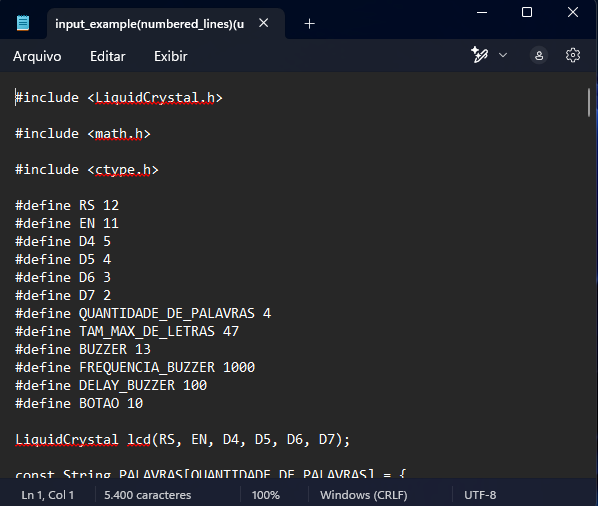 input_example(numbered_lines)(u
Arquivo Editar Exibir
#include <LiquidCrystal.h>
#include <math.h>
#include <ctype.h>
#define RS 12
#define EN 11
#define D4 5
#define D5 4
#define D6 3
#define D7 2
#define QUANTIDADE_DE_PALAVRAS 4
#define TAM_MAX_DE_LETRAS 47
#define BUZZER 13
#define FREQUENCIA_BUZZER 1000
#define DELAY_BUZZER 100
#define BOTAO 10
LiquidCrystal lcd(RS, EN, D4, D5, D6, D7);
const String PALAVRAS[QUANTIDADE_DE_PALAVRAS] = {
Ln 1, Col 1 5.400 caracteres 100% Windows (CRLF) UTF-8